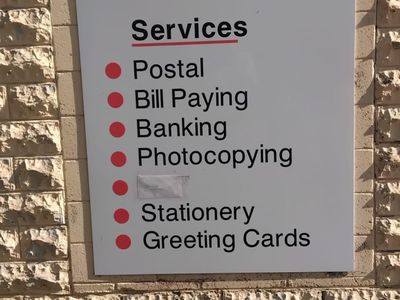 Services
Postal
Bill Paying
Banking
Photocopying
Stationery
Greeting Cards